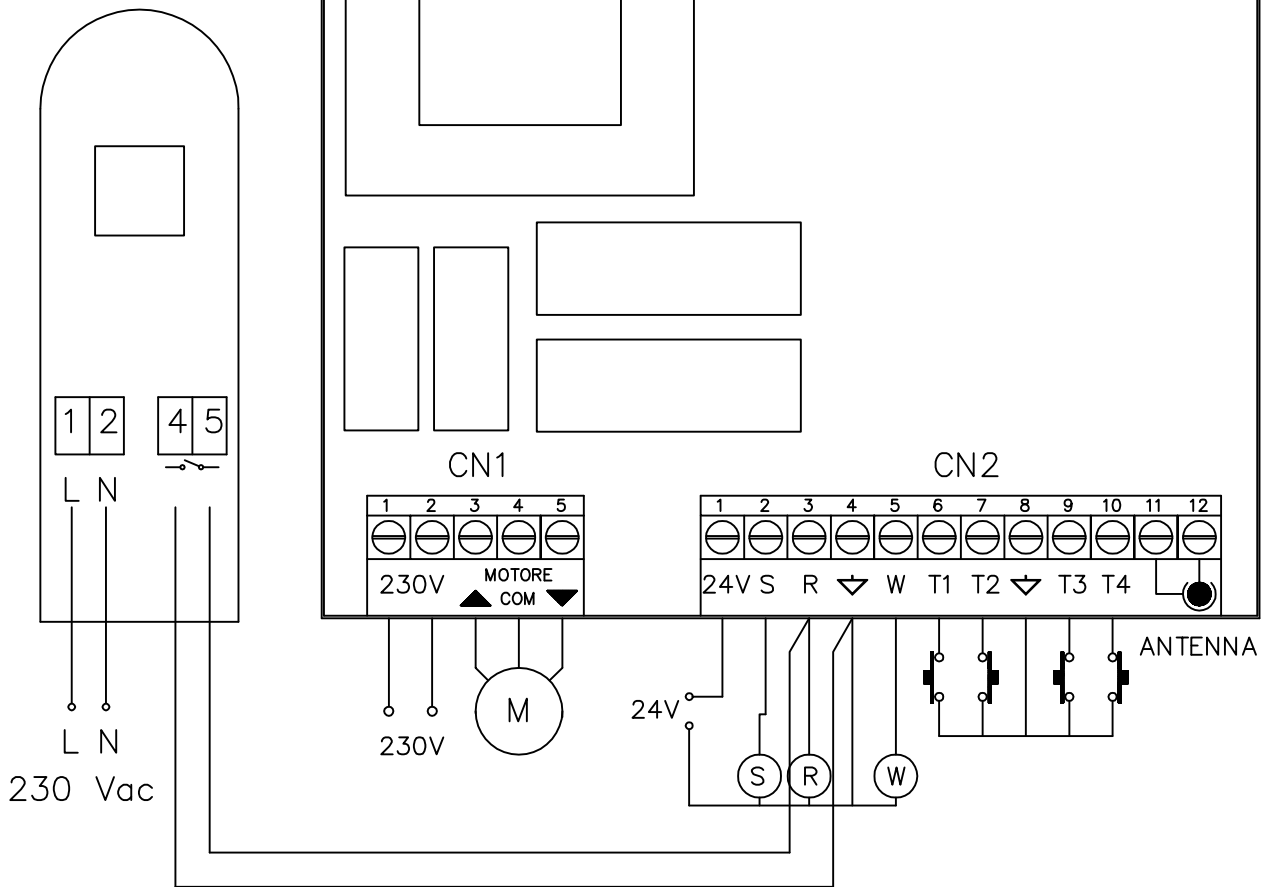 1 2 4 5
L N
L N
230 Vac
CN1
1 2 3 4 5
230V MOTORE
COM
230V
M
CN2
1 2 3 4 5 6 7 8 9 10 11 12
24V S R W T1 T2 T3 T4
ANTENNA
24V
S R W